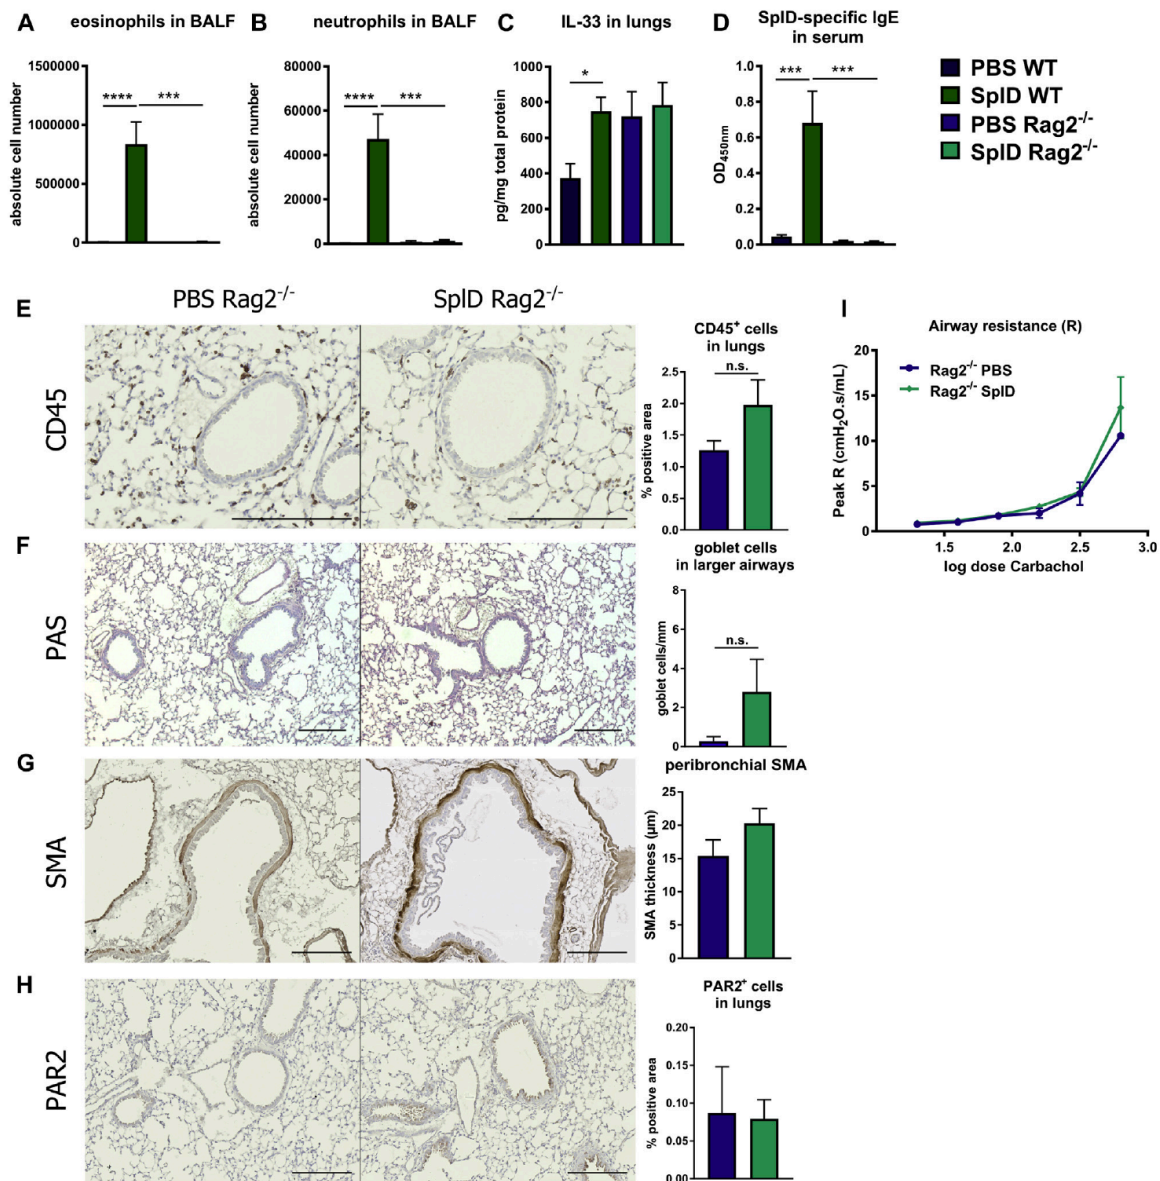 A eosinophils in BALF
absolute cell number
1500000
1000000
500000
0
**** ***
B neutrophils in BALF
absolute cell number
80000
60000
40000
20000
0
**** ***
C IL-33 in lungs
pg/mg total protein
1000
800
600
400
200
0
*
D SplD-specific IgE
in serum
OD450nm
1.0
0.8
0.6
0.4
0.2
0.0
*** ***
PBS WT
SplD WT
PBS Rag2-/-
SplD Rag2-/-
PBS Rag2-/- SplD Rag2-/-
E
CD45
CD45+ cells
in lungs
n.s.
% positive area
2.5
2.0
1.5
1.0
0.5
0.0
I Airway resistance (R)
Rag2-/- PBS
Rag2-/- SplD
Peak R (cmH2O.s/mL)
20
15
10
5
0
1.5 2.0 2.5 3.0
log dose Carbachol
F
PAS
goblet cells
in larger airways
n.s.
goblet cells/mm
8
6
4
2
0
G
SMA
peribronchial SMA
SMA thickness (µm)
25
20
15
10
5
0
H
PAR2
PAR2+ cells
in lungs
% positive area
0.20
0.15
0.10
0.05
0.00